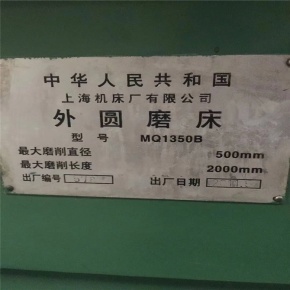 中华人民共和国
上海机床厂有限公司
外圆磨床
型号 MQ1350B
最大磨削直径 500mm
最大磨削长度 2000mm
出厂编号 出厂日期